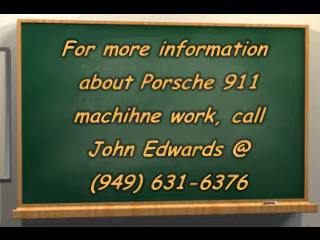 For more information
about Porsche 911
machihne work, call
John Edwards @
(949) 631-6376